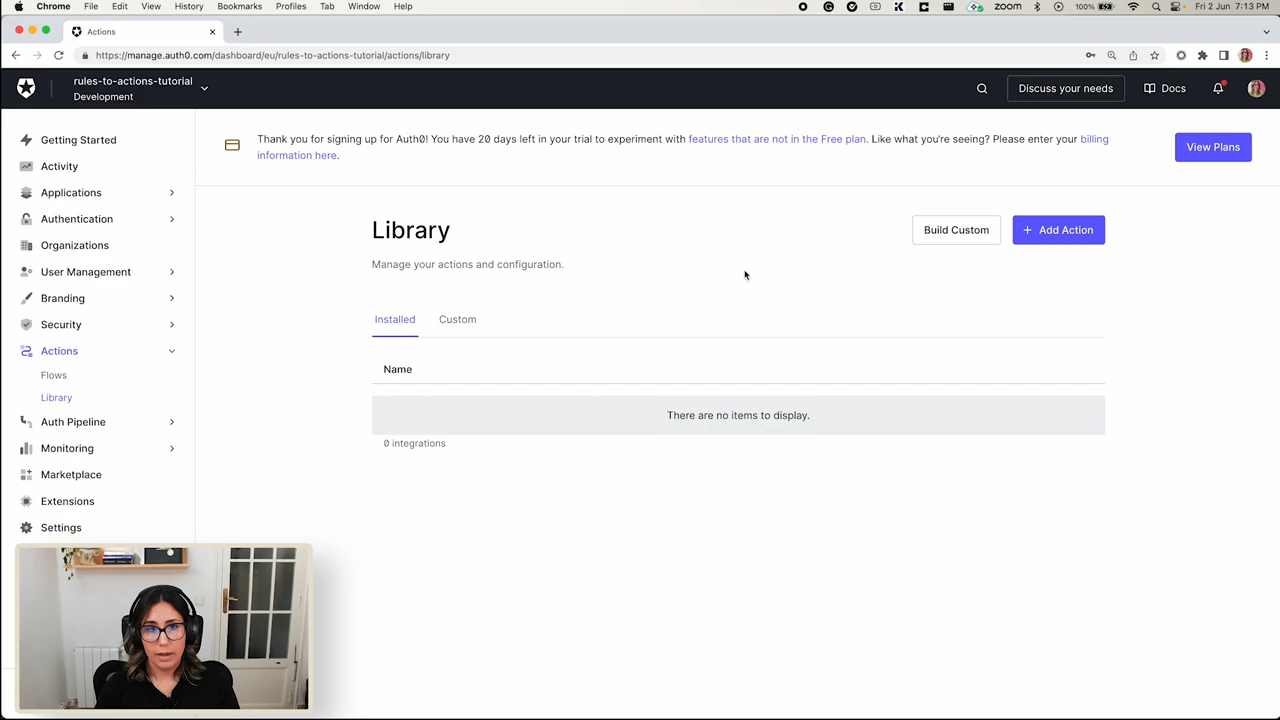 Chrome File Edit View History Bookmarks Profiles Tab Window Help
zoom 100% Fri 2 Jun 7:13 PM
Actions
https://manage.auth0.com/dashboard/eu/rules-to-actions-tutorial/actions/library
rules-to-actions-tutorial
Development
Discuss your needs
Docs
Getting Started
Activity
Applications
Authentication
Organizations
User Management
Branding
Security
Actions
Flows
Library
Auth Pipeline
Monitoring
Marketplace
Extensions
Settings
Thank you for signing up for Auth0! You have 20 days left in your trial to experiment with features that are not in the Free plan. Like what you're seeing? Please enter your billing
information here.
View Plans
Library
Build Custom
+ Add Action
Manage your actions and configuration.
Installed Custom
Name
There are no items to display.
0 integrations